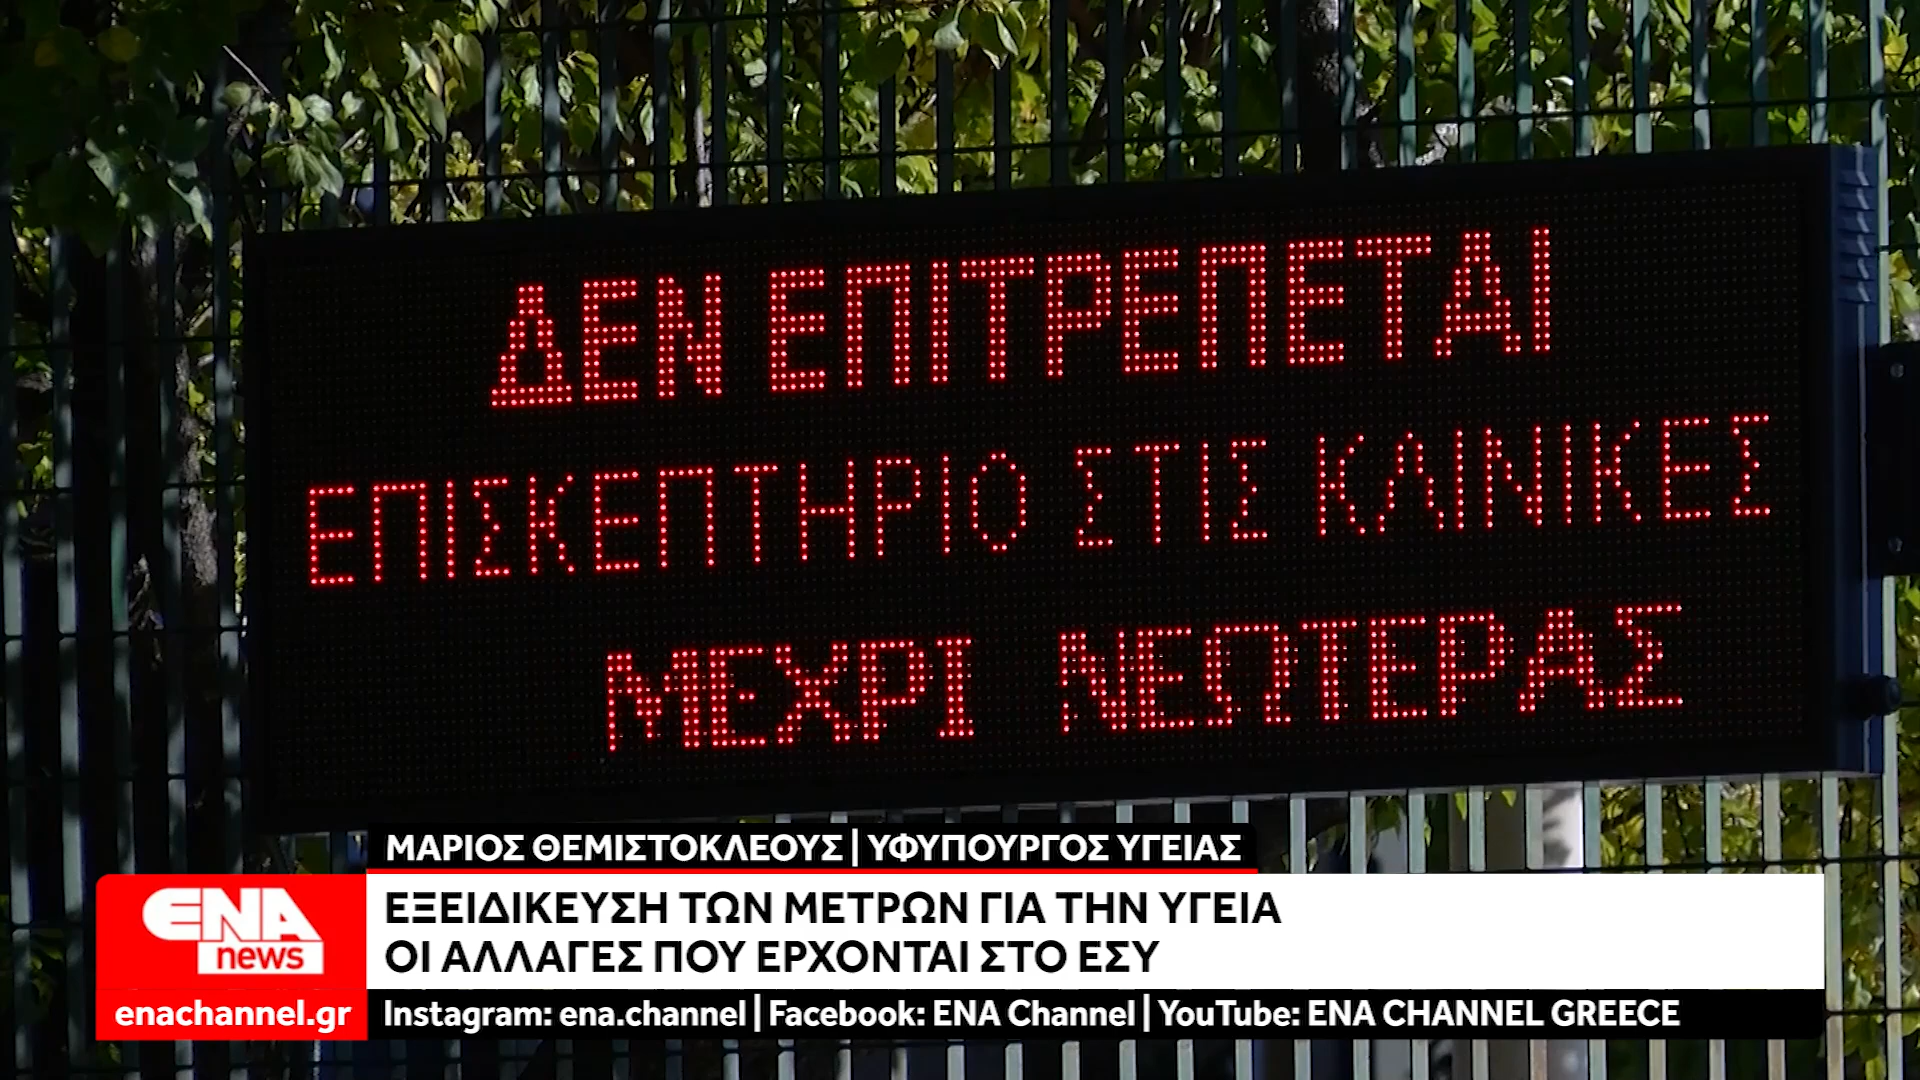 ΔΕΝ ΕΠΙΤΡΕΠΕΤΑΙ
ΕΠΙΣΚΕΠΤΗΡΙΟ ΣΤΙΣ ΚΛΙΝΙΚΕΣ
ΜΕΧΡΙ ΝΕΩΤΕΡΑΣ
ΜΑΡΙΟΣ ΘΕΜΙΣΤΟΚΛΕΟΥΣ | ΥΦΥΠΟΥΡΓΟΣ ΥΓΕΙΑΣ
ENA news
ΕΞΕΙΔΙΚΕΥΣΗ ΤΩΝ ΜΕΤΡΩΝ ΓΙΑ ΤΗΝ ΥΓΕΙΑ
ΟΙ ΑΛΛΑΓΕΣ ΠΟΥ ΕΡΧΟΝΤΑΙ ΣΤΟ ΕΣΥ
enachannel.gr
Instagram: ena.channel | Facebook: ENA Channel | YouTube: ENA CHANNEL GREECE